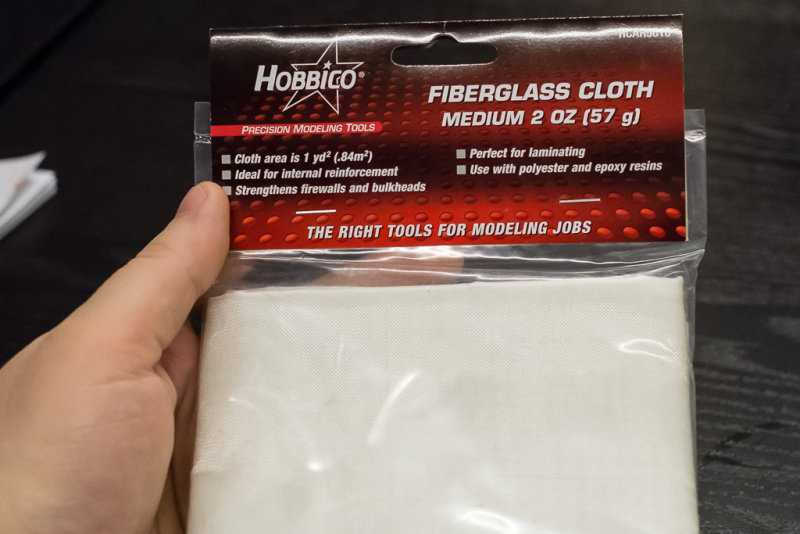 HOBBICO®
PRECISION MODELING TOOLS
FIBERGLASS CLOTH
MEDIUM 2 OZ (57 g)
Cloth area is 1 yd² (.84m²)
Ideal for internal reinforcement
Strengthens firewalls and bulkheads
Perfect for laminating
Use with polyester and epoxy resins
THE RIGHT TOOLS FOR MODELING JOBS